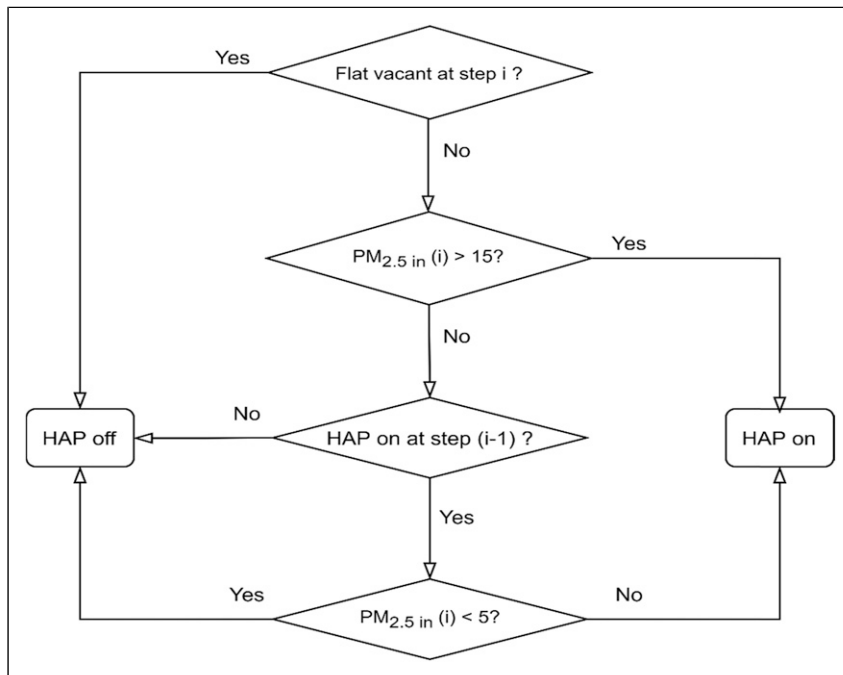 Yes
Flat vacant at step i ?
No
PM2.5 in (i) > 15?
Yes
No
HAP off
No
HAP on at step (i-1) ?
HAP on
Yes
Yes
PM2.5 in (i) < 5?
No